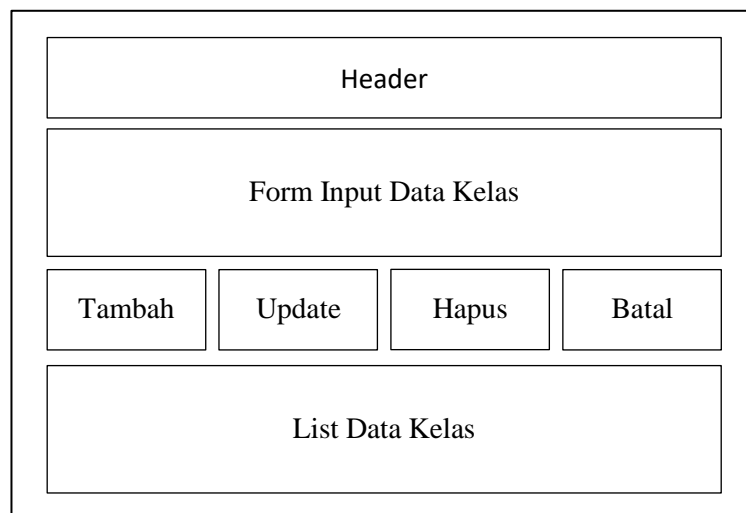 Header
Form Input Data Kelas
Tambah
Update
Hapus
Batal
List Data Kelas